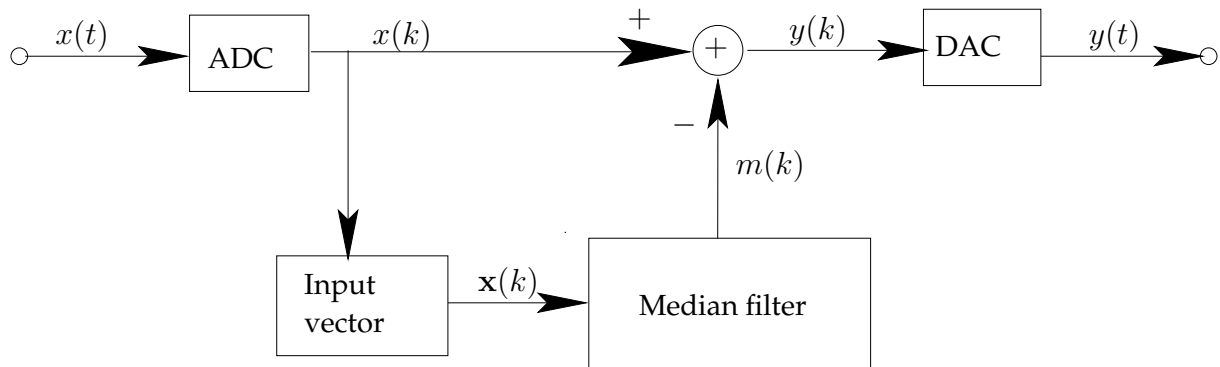 x(t)
ADC
x(k)
+
+
y(k)
DAC
y(t)
−
m(k)
Input
vector
x(k)
Median filter